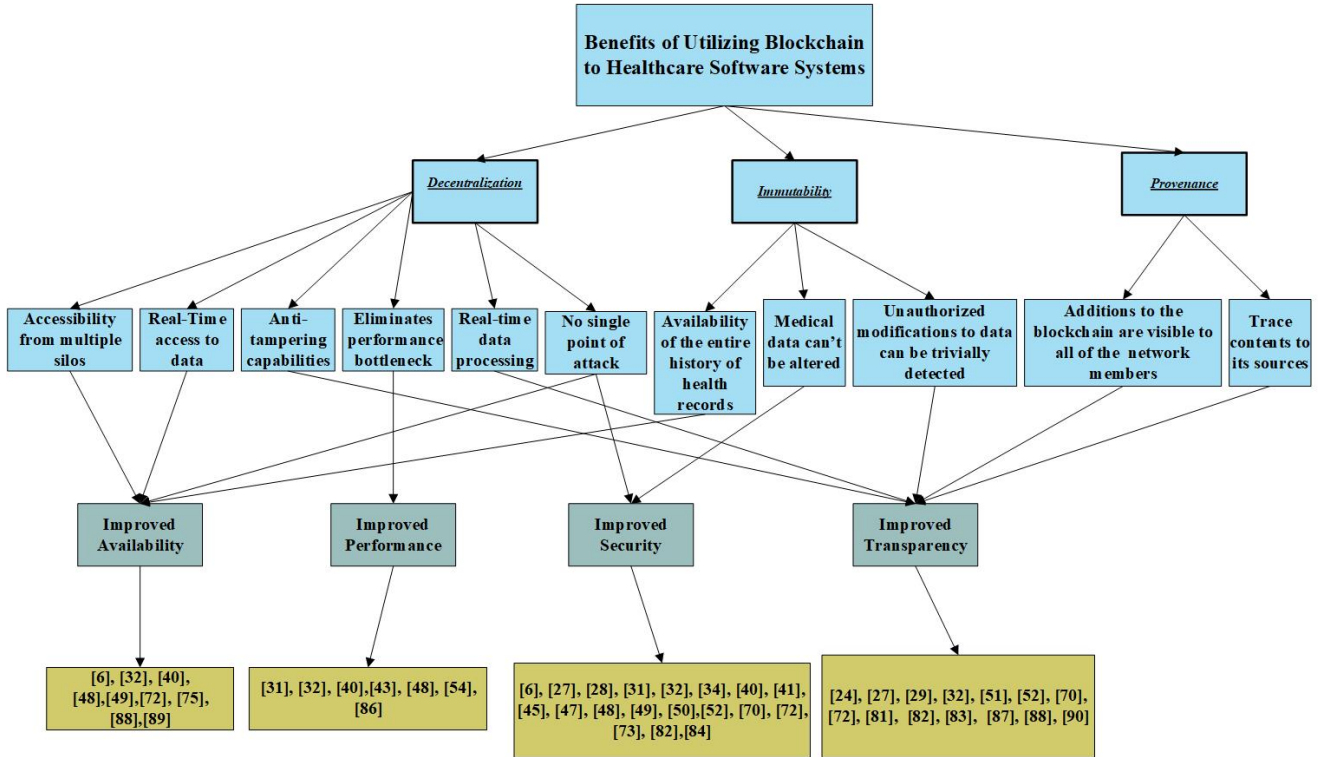 Benefits of Utilizing Blockchain
to Healthcare Software Systems
Decentralization
Immutability
Provenance
Accessibility
from multiple
silos
Real-Time
access to
data
Anti-
tampering
capabilities
Eliminates
performance
bottleneck
Real-time
data
processing
No single
point of
attack
Availability
of the entire
history of
health
records
Medical
data can't
be altered
Unauthorized
modifications to data
can be trivially
detected
Additions to the
blockchain are visible to
all of the network
members
Trace
contents to
its sources
Improved
Availability
Improved
Performance
Improved
Security
Improved
Transparency
[6], [32], [40],
[48],[49],[72], [75],
[88],[89]
[31], [32], [40],[43], [48], [54],
[86]
[6], [27], [28], [31], [32], [34], [40], [41],
[45], [47], [48], [49], [50],[52], [70], [72],
[73], [82],[84]
[24], [27], [29], [32], [51], [52], [70],
[72], [81], [82], [83], [87], [88], [90]